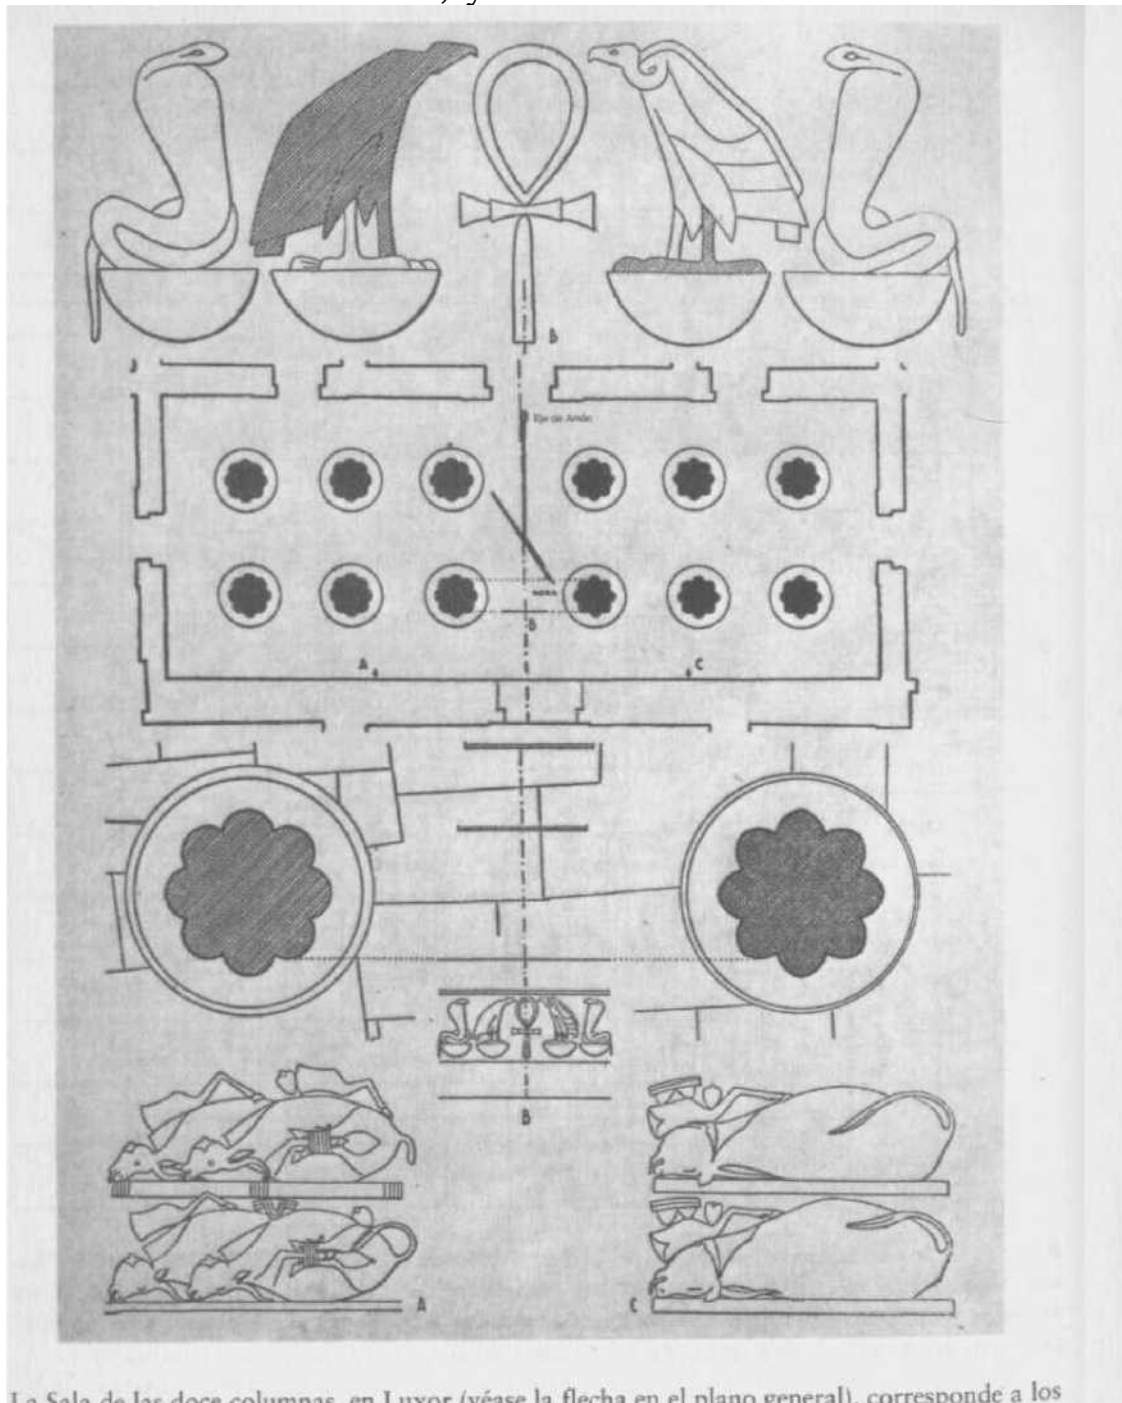 B
Eje de Amón
B
A
C
B
A
C
La Sala de las doce columnas, en Luxor (véase la flecha en el plano general), corresponde a los